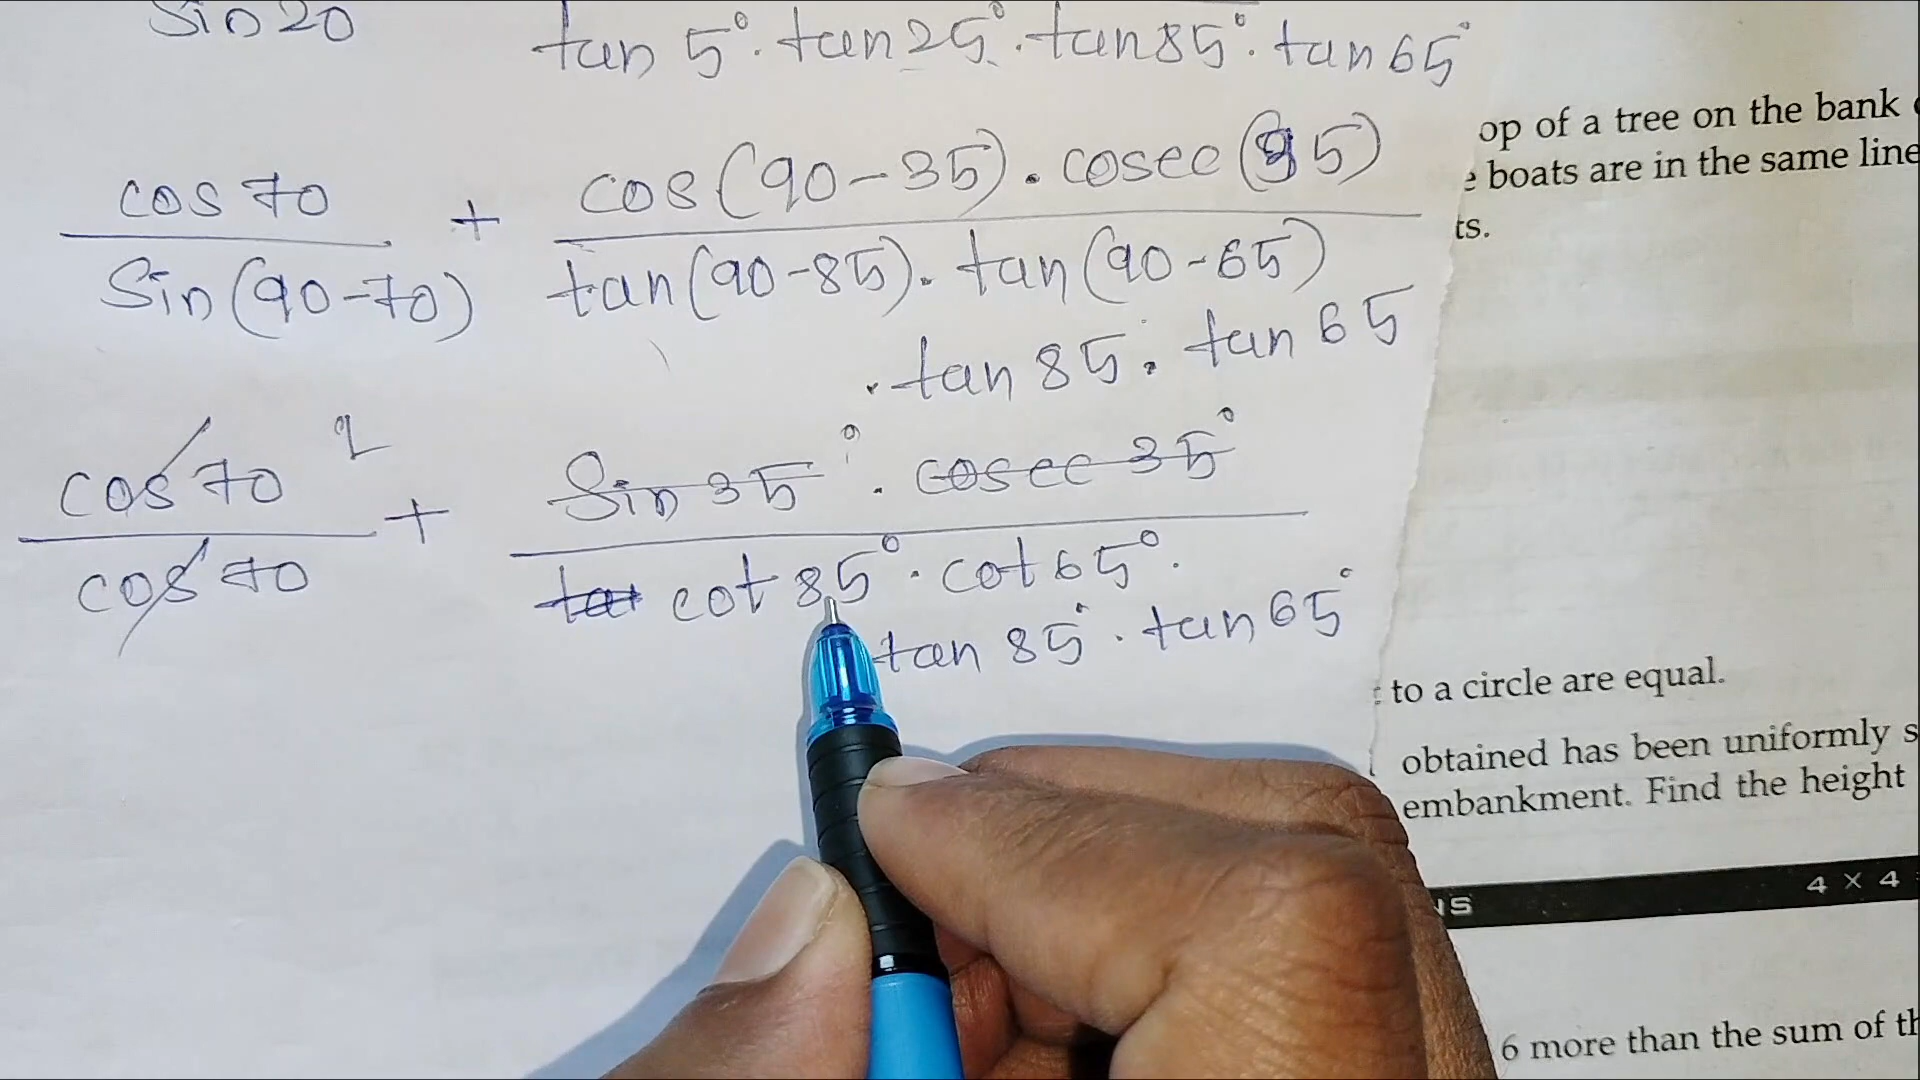 Sin 20 tan 5°. tan 25°. tan 85°. tan 65°
cos 70 + cos(90-35). cosec(35)
Sin(90-70) tan(90-85). tan(90-65)
. tan 85. tan 65
cos 70 1 + Sin 35°. cosec 35°
cos 70 cot 85°. cot 65°.
tan 85°. tan 65°
op of a tree on the bank
boats are in the same line
ts.
to a circle are equal.
obtained has been uniformly s
embankment. Find the height
NS 4 × 4
6 more than the sum of th